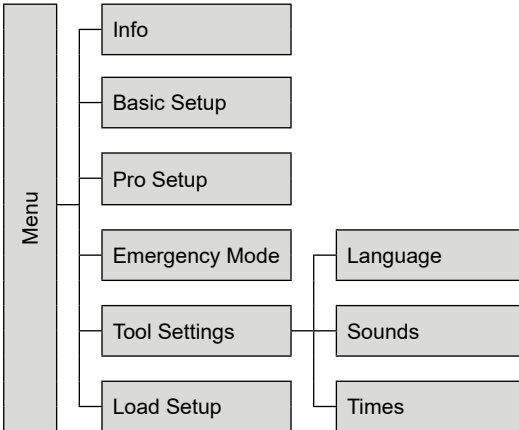 Menu
Info
Basic Setup
Pro Setup
Emergency Mode
Tool Settings
Load Setup
Language
Sounds
Times